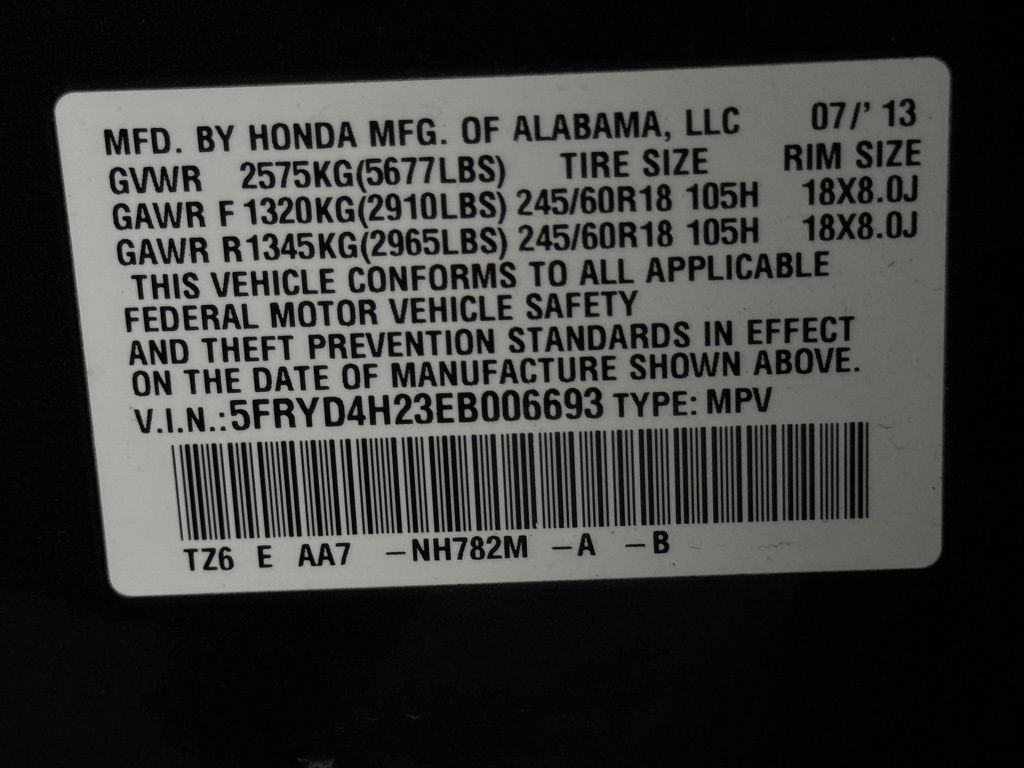 MFD. BY HONDA MFG. OF ALABAMA, LLC 07/' 13
GVWR 2575KG(5677LBS) TIRE SIZE RIM SIZE
GAWR F 1320KG(2910LBS) 245/60R18 105H 18X8.0J
GAWR R1345KG(2965LBS) 245/60R18 105H 18X8.0J
THIS VEHICLE CONFORMS TO ALL APPLICABLE
FEDERAL MOTOR VEHICLE SAFETY
AND THEFT PREVENTION STANDARDS IN EFFECT
ON THE DATE OF MANUFACTURE SHOWN ABOVE.
V.I.N.:5FRYD4H23EB006693 TYPE: MPV
TZ6 E AA7 -NH782M -A -B